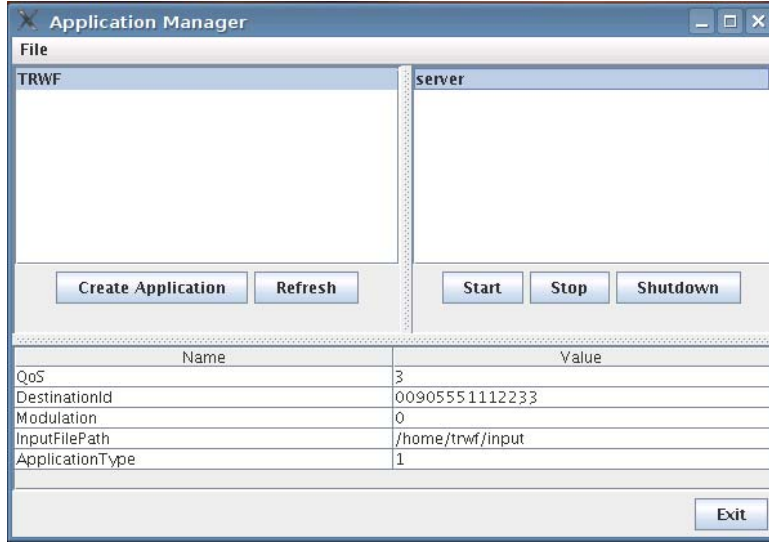 Application Manager
File
TRWF
server
Create Application Refresh
Start Stop Shutdown
Name Value
QoS 3
DestinationId 00905551112233
Modulation 0
InputFilePath /home/trwf/input
ApplicationType 1
Exit